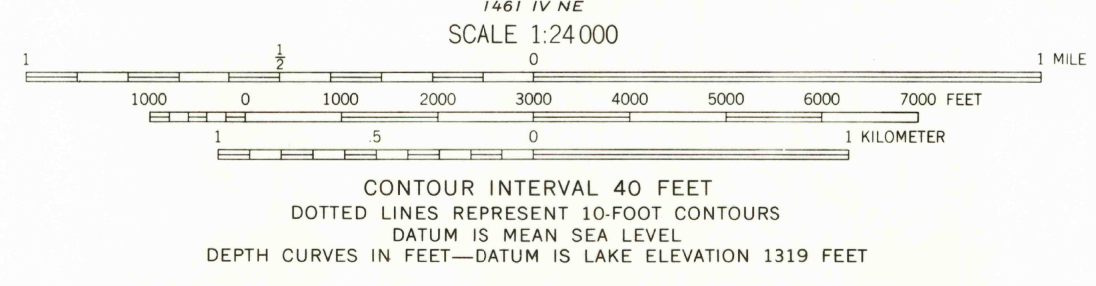 1461 IV NE
SCALE 1:24 000
1 ½ 0 1 MILE
1000 0 1000 2000 3000 4000 5000 6000 7000 FEET
1 .5 0 1 KILOMETER
CONTOUR INTERVAL 40 FEET
DOTTED LINES REPRESENT 10-FOOT CONTOURS
DATUM IS MEAN SEA LEVEL
DEPTH CURVES IN FEET—DATUM IS LAKE ELEVATION 1319 FEET